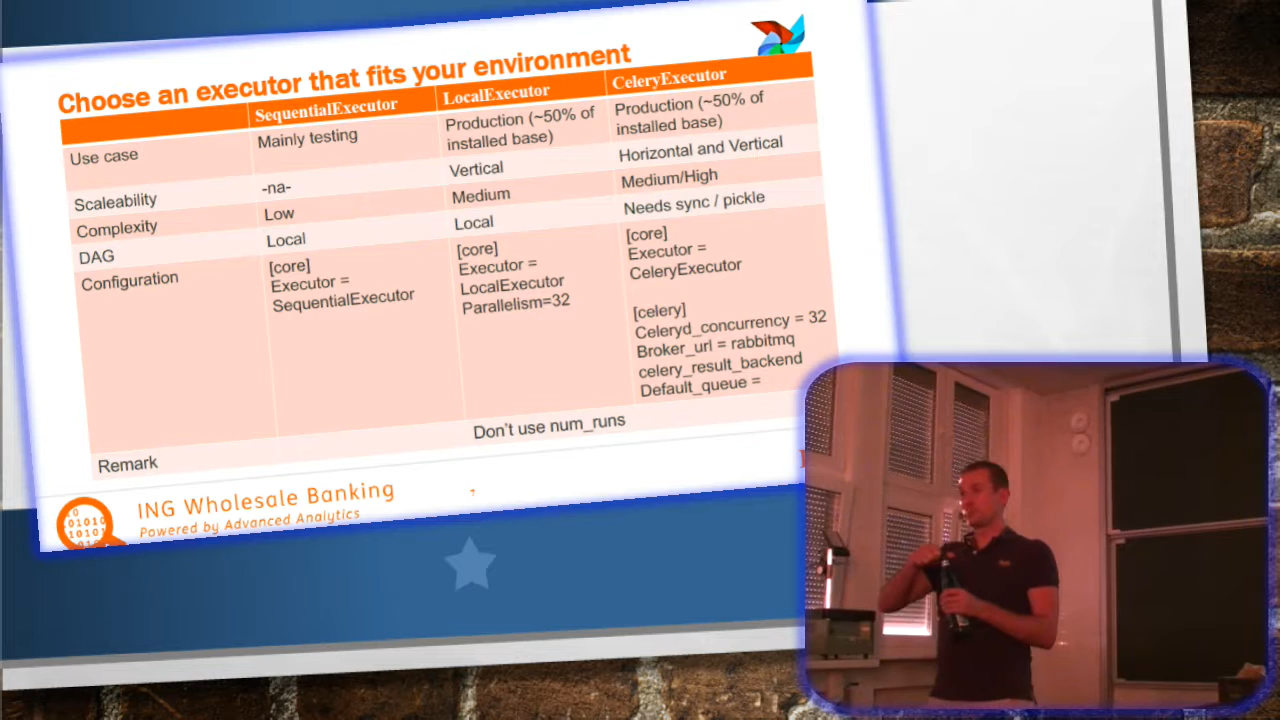 Choose an executor that fits your environment
SequentialExecutor LocalExecutor CeleryExecutor
Use case Mainly testing Production (~50% of installed base) Production (~50% of installed base)
Scaleability -na- Vertical Horizontal and Vertical
Complexity Low Medium Medium/High
DAG Local Local Needs sync / pickle
Configuration
[core]
Executor =
SequentialExecutor
[core]
Executor =
LocalExecutor
Parallelism=32
[core]
Executor =
CeleryExecutor
[celery]
Celeryd_concurrency = 32
Broker_url = rabbitmq
celery_result_backend
Default_queue =
Remark Don't use num_runs
ING Wholesale Banking
Powered by Advanced Analytics